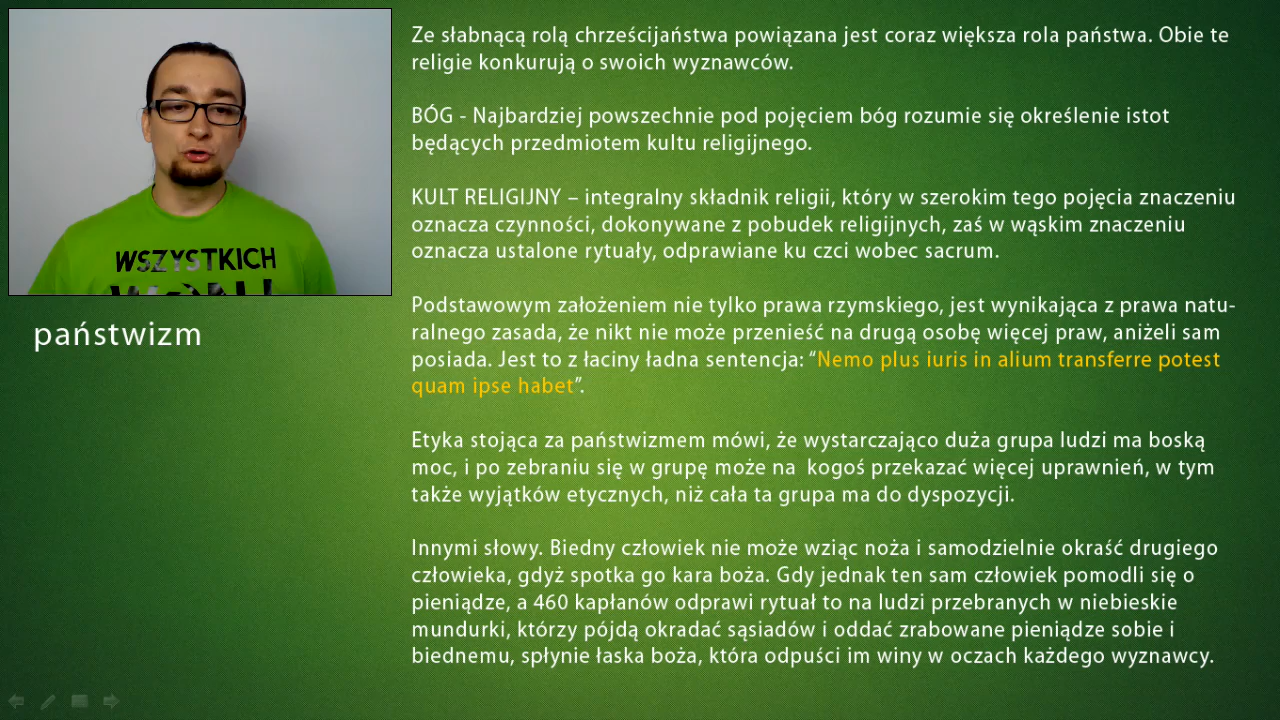 WSZYSTKICH
państwizm
Ze słabnącą rolą chrześcijaństwa powiązana jest coraz większa rola państwa. Obie te
religie konkurują o swoich wyznawców.
BÓG - Najbardziej powszechnie pod pojęciem bóg rozumie się określenie istot
będących przedmiotem kultu religijnego.
KULT RELIGIJNY – integralny składnik religii, który w szerokim tego pojęcia znaczeniu
oznacza czynności, dokonywane z pobudek religijnych, zaś w wąskim znaczeniu
oznacza ustalone rytuały, odprawiane ku czci wobec sacrum.
Podstawowym założeniem nie tylko prawa rzymskiego, jest wynikająca z prawa natu-
ralnego zasada, że nikt nie może przenieść na drugą osobę więcej praw, aniżeli sam
posiada. Jest to z łaciny ładna sentencja: “Nemo plus iuris in alium transferre potest
quam ipse habet”.
Etyka stojąca za państwizmem mówi, że wystarczająco duża grupa ludzi ma boską
moc, i po zebraniu się w grupę może na kogoś przekazać więcej uprawnień, w tym
także wyjątków etycznych, niż cała ta grupa ma do dyspozycji.
Innymi słowy. Biedny człowiek nie może wziąc noża i samodzielnie okraść drugiego
człowieka, gdyż spotka go kara boża. Gdy jednak ten sam człowiek pomodli się o
pieniądze, a 460 kapłanów odprawi rytuał to na ludzi przebranych w niebieskie
mundurki, którzy pójdą okradać sąsiadów i oddać zrabowane pieniądze sobie i
biednemu, spłynie łaska boża, która odpuści im winy w oczach każdego wyznawcy.